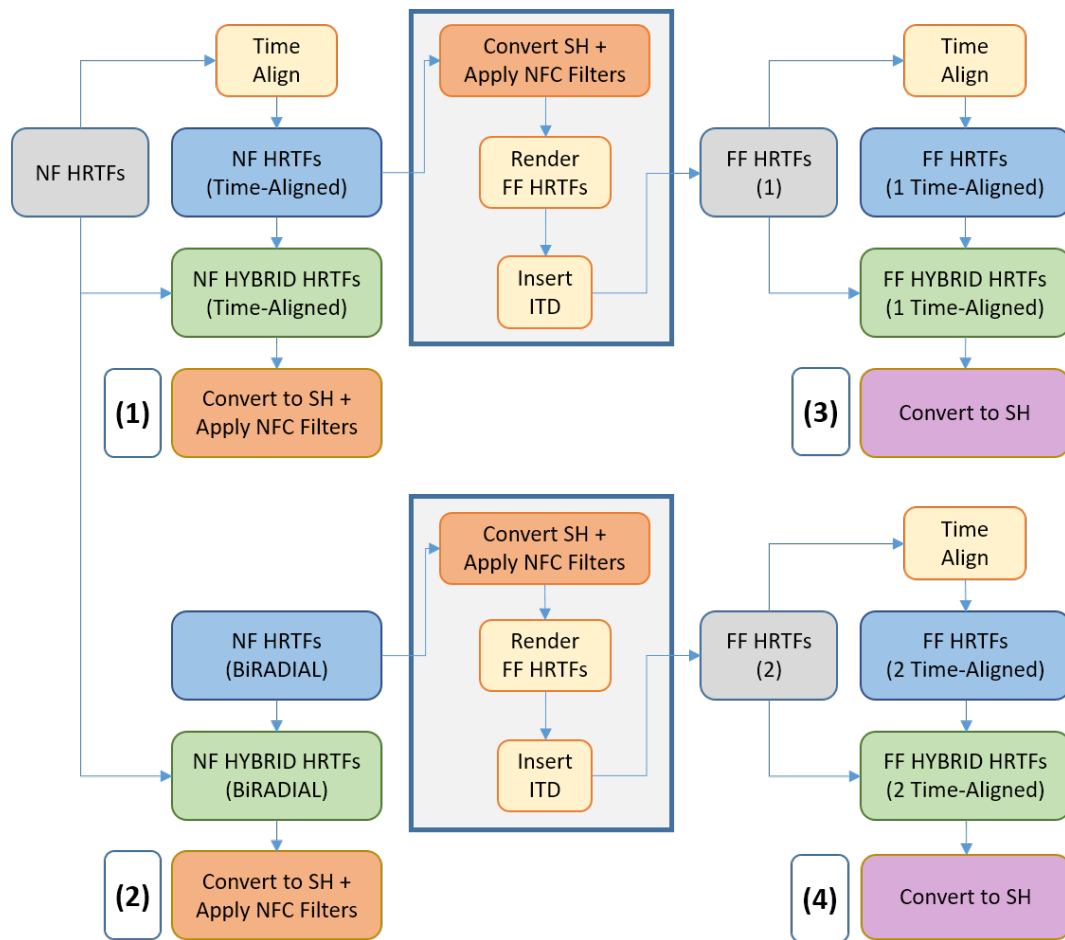 Time
Align
NF HRTFs
NF HRTFs
(Time-Aligned)
NF HYBRID HRTFs
(Time-Aligned)
(1)
Convert to SH +
Apply NFC Filters
Convert SH +
Apply NFC Filters
Render
FF HRTFs
Insert
ITD
FF HRTFs
(1)
Time
Align
FF HRTFs
(1 Time-Aligned)
FF HYBRID HRTFs
(1 Time-Aligned)
(3)
Convert to SH
NF HRTFs
(BiRADIAL)
NF HYBRID HRTFs
(BiRADIAL)
(2)
Convert to SH +
Apply NFC Filters
Convert SH +
Apply NFC Filters
Render
FF HRTFs
Insert
ITD
FF HRTFs
(2)
Time
Align
FF HRTFs
(2 Time-Aligned)
FF HYBRID HRTFs
(2 Time-Aligned)
(4)
Convert to SH